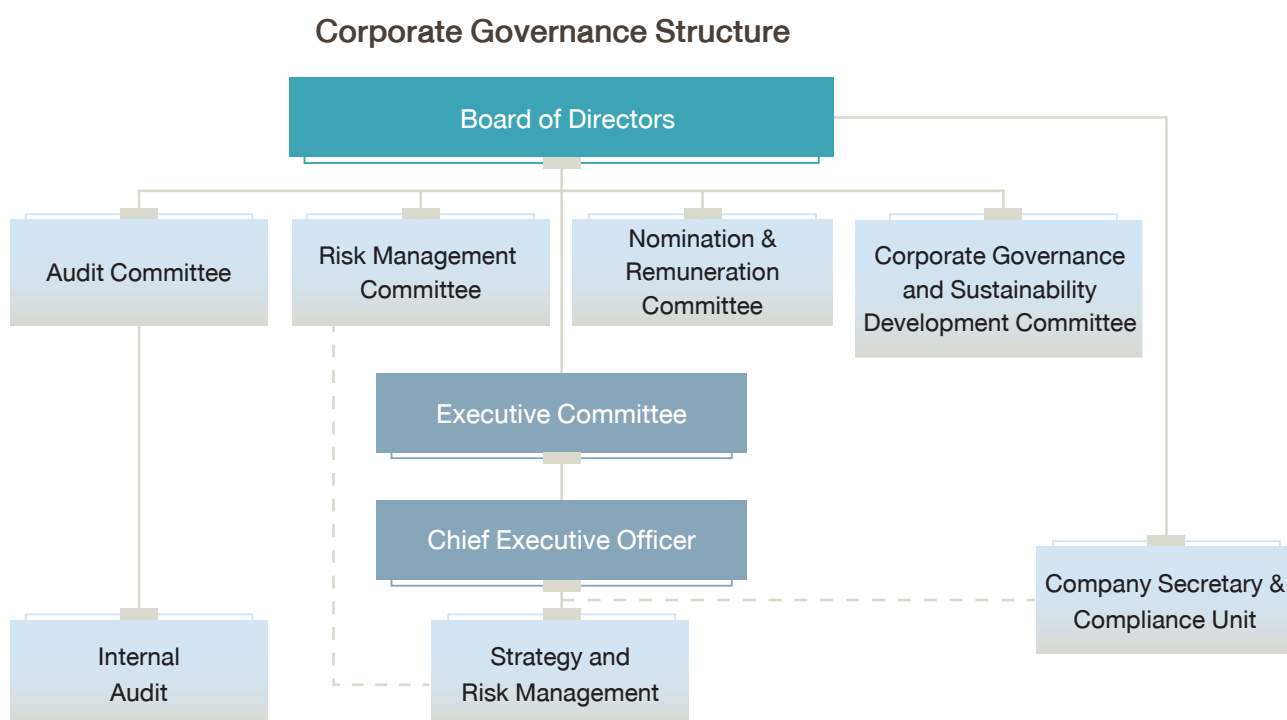 Corporate Governance Structure
Board of Directors
Audit Committee
Risk Management
Committee
Nomination &
Remuneration
Committee
Corporate Governance
and Sustainability
Development Committee
Executive Committee
Chief Executive Officer
Company Secretary &
Compliance Unit
Internal
Audit
Strategy and
Risk Management